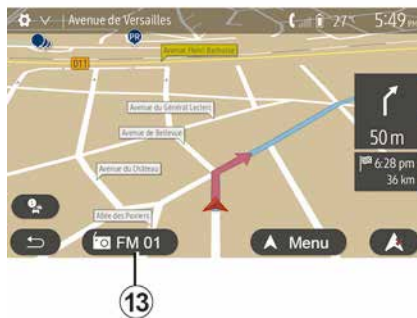 Avenue de Versailles
27°
5:49 PM
PR
Avenue Henri Barbusse
D11
Avenue du Général Leclerc
Avenue de Bellevue
50 m
Avenue du Château
6:28 pm
36 km
Allée des Poiriers
FM 01
Menu
13